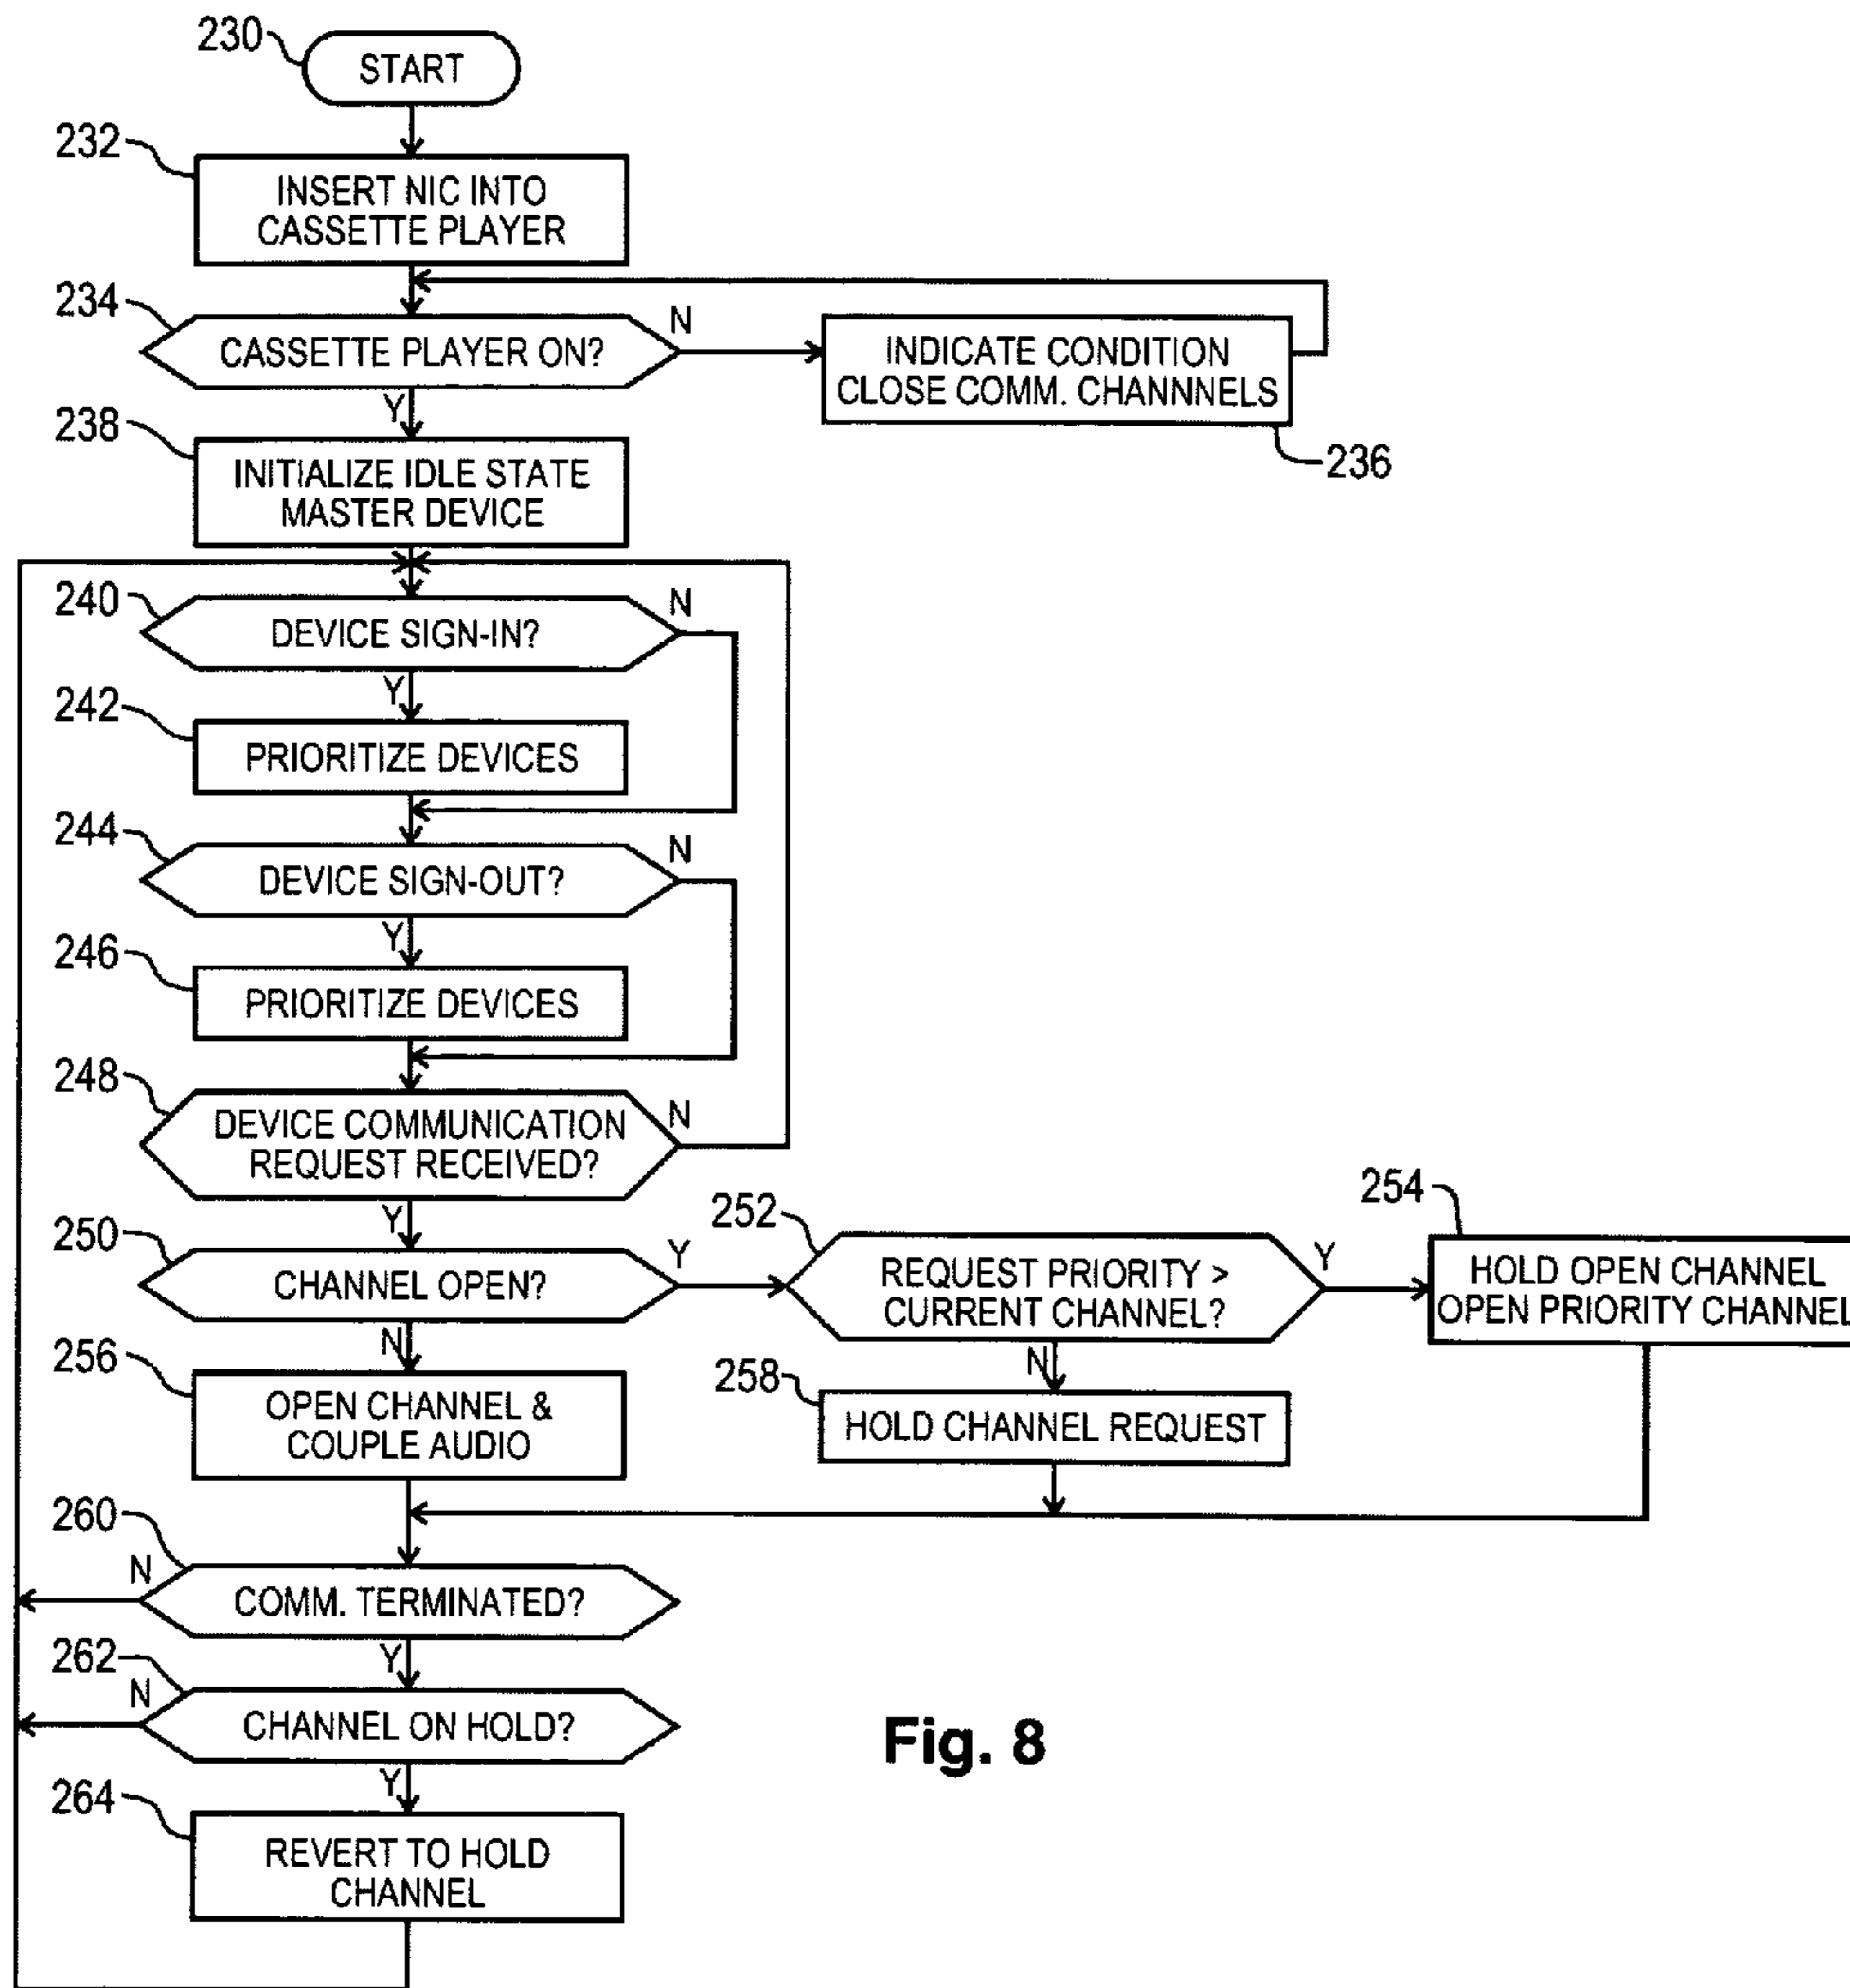 230
START
232
INSERT NIC INTO
CASSETTE PLAYER
234
CASSETTE PLAYER ON?
N
INDICATE CONDITION
CLOSE COMM. CHANNNELS
236
Y
238
INITIALIZE IDLE STATE
MASTER DEVICE
240
DEVICE SIGN-IN?
N
Y
242
PRIORITIZE DEVICES
244
DEVICE SIGN-OUT?
N
Y
246
PRIORITIZE DEVICES
248
DEVICE COMMUNICATION
REQUEST RECEIVED?
N
Y
250
CHANNEL OPEN?
Y
252
REQUEST PRIORITY >
CURRENT CHANNEL?
Y
254
HOLD OPEN CHANNEL
OPEN PRIORITY CHANNEL
N
256
OPEN CHANNEL &
COUPLE AUDIO
N
258
HOLD CHANNEL REQUEST
260
N
COMM. TERMINATED?
Y
262
N
CHANNEL ON HOLD?
Y
264
REVERT TO HOLD
CHANNEL
Fig. 8